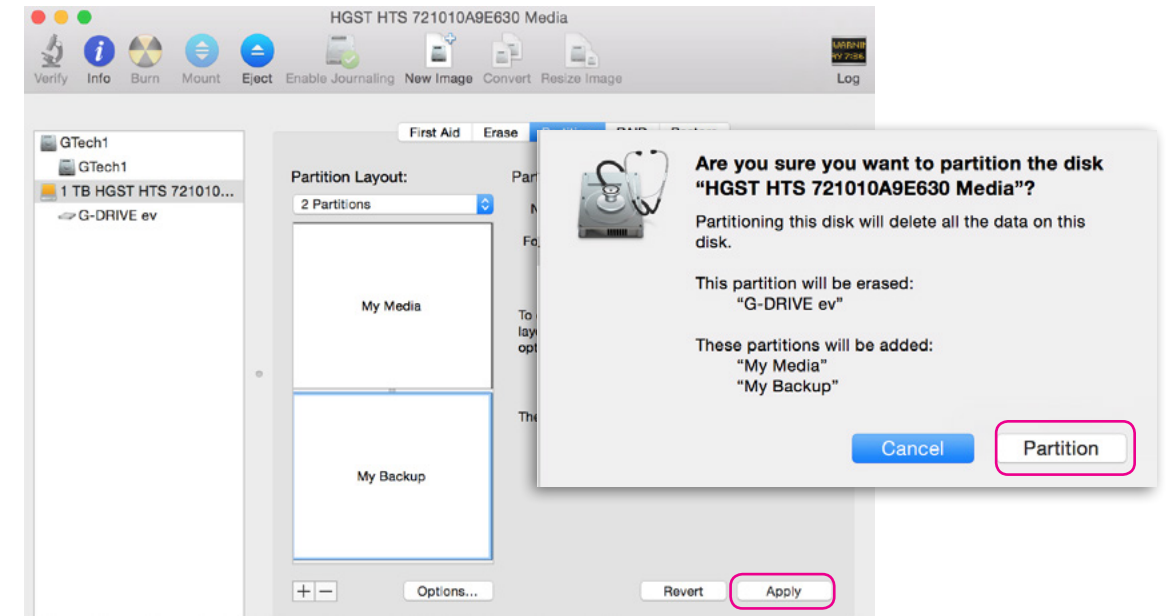 HGST HTS 721010A9E630 Media
Verify Info Burn Mount Eject Enable Journaling New Image Convert Resize Image Log
First Aid Erase
GTech1
GTech1
1 TB HGST HTS 721010...
G-DRIVE ev
Partition Layout:
2 Partitions
My Media
My Backup
To
Options...
Revert
Apply
Are you sure you want to partition the disk
“HGST HTS 721010A9E630 Media”?
Partitioning this disk will delete all the data on this
disk.
This partition will be erased:
“G-DRIVE ev”
These partitions will be added:
“My Media”
“My Backup”
Cancel
Partition